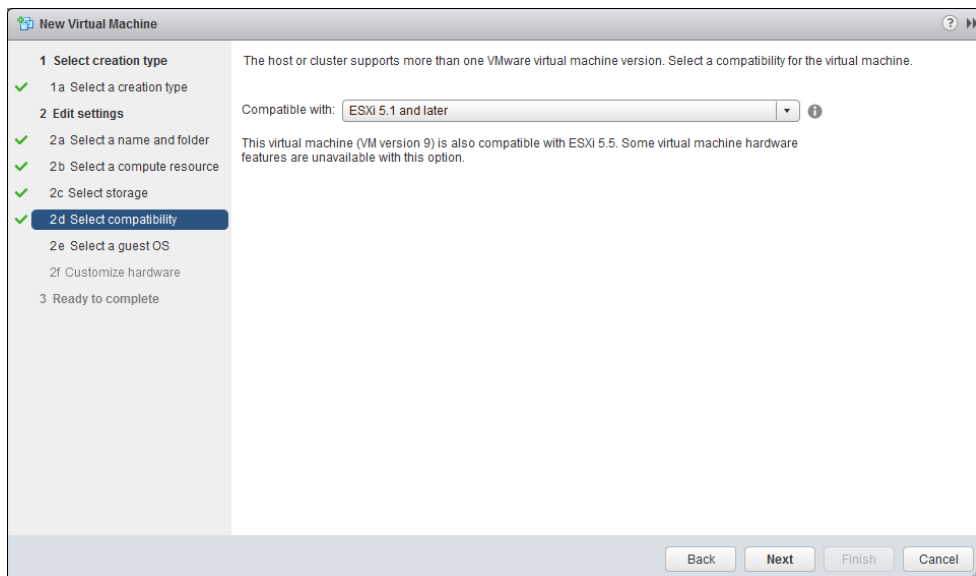 New Virtual Machine
1 Select creation type
1a Select a creation type
2 Edit settings
2a Select a name and folder
2b Select a compute resource
2c Select storage
2d Select compatibility
2e Select a guest OS
2f Customize hardware
3 Ready to complete
The host or cluster supports more than one VMware virtual machine version. Select a compatibility for the virtual machine.
Compatible with: ESXi 5.1 and later
This virtual machine (VM version 9) is also compatible with ESXi 5.5. Some virtual machine hardware
features are unavailable with this option.
Back Next Finish Cancel